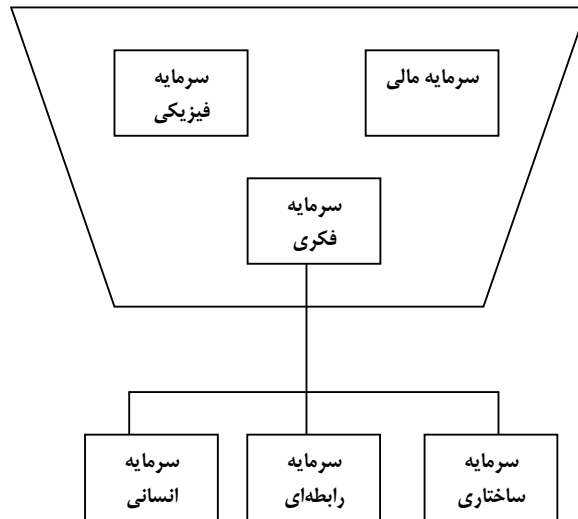 سرمایه مالی
سرمایه
فیزیکی
سرمایه
فکری
سرمایه
ساختاری
سرمایه
رابطه‌ای
سرمایه
انسانی